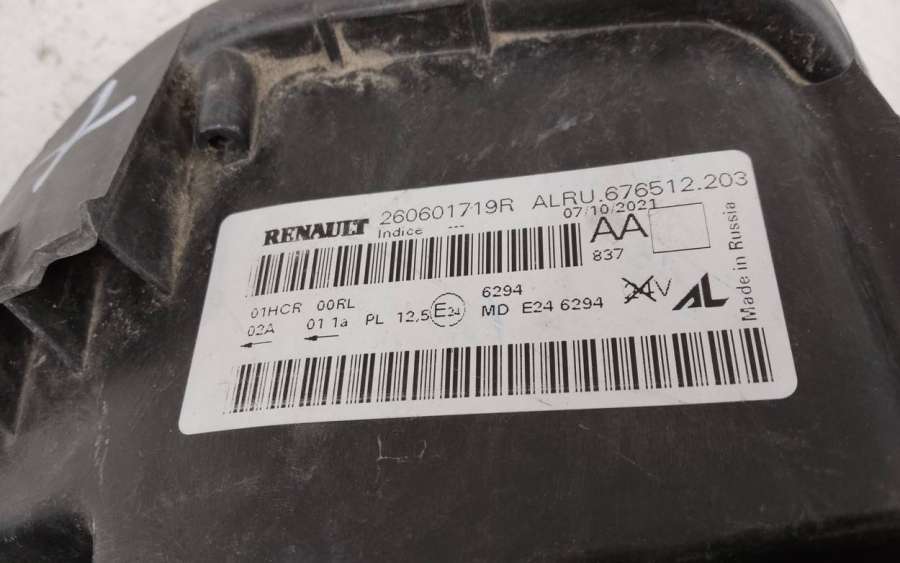 RENAULT 260601719R ALRU.676512.203
Indice --- 07/10/2021
AA
837
01HCR 00RL 6294
02A 01 1a PL 12,5 E24 MD E24 6294 24V AL
Made in Russia